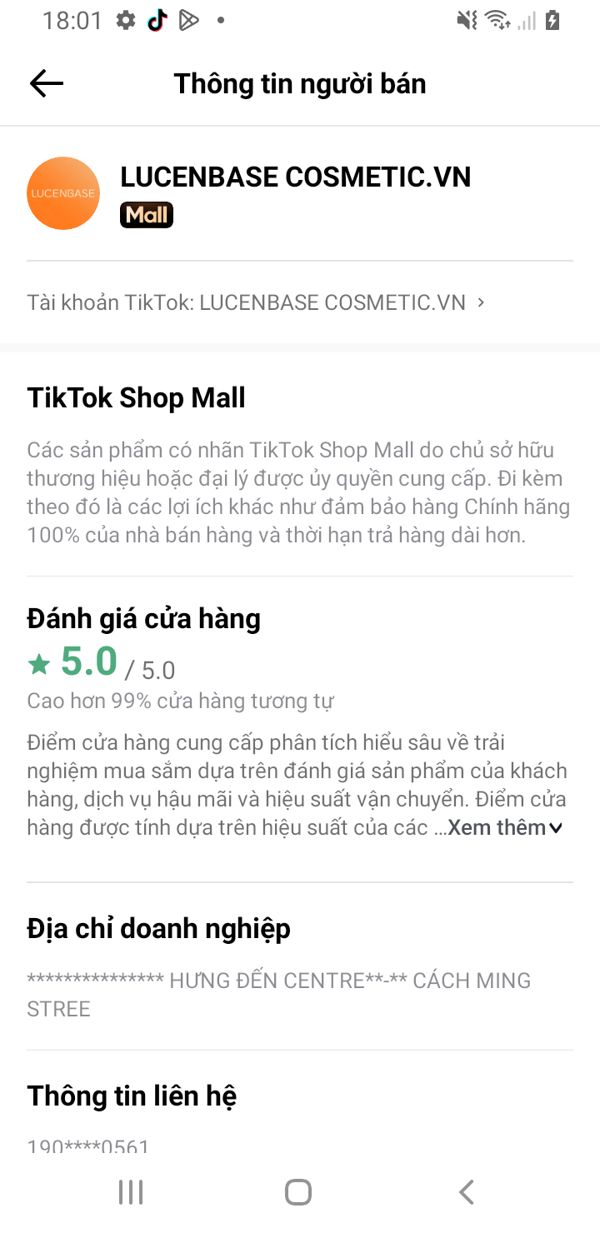 18:01
Thông tin người bán
LUCENBASE
LUCENBASE COSMETIC.VN
Mall
Tài khoản TikTok: LUCENBASE COSMETIC.VN >
TikTok Shop Mall
Các sản phẩm có nhãn TikTok Shop Mall do chủ sở hữu
thương hiệu hoặc đại lý được ủy quyền cung cấp. Đi kèm
theo đó là các lợi ích khác như đảm bảo hàng Chính hãng
100% của nhà bán hàng và thời hạn trả hàng dài hơn.
Đánh giá cửa hàng
5.0 / 5.0
Cao hơn 99% cửa hàng tương tự
Điểm cửa hàng cung cấp phân tích hiểu sâu về trải
nghiệm mua sắm dựa trên đánh giá sản phẩm của khách
hàng, dịch vụ hậu mãi và hiệu suất vận chuyển. Điểm cửa
hàng được tính dựa trên hiệu suất của các ...Xem thêm
Địa chỉ doanh nghiệp
*************** HƯNG ĐẾN CENTRE**-** CÁCH MING
STREE
Thông tin liên hệ
190****0561